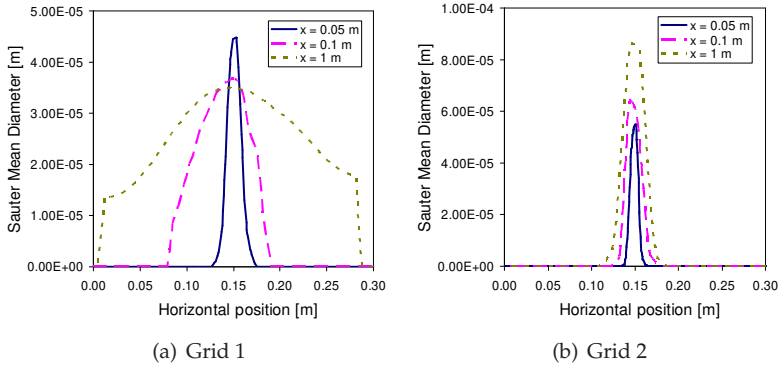 5.00E-05
4.00E-05
3.00E-05
2.00E-05
1.00E-05
0.00E+00
Sauter Mean Diameter [m]
x = 0.05 m
x = 0.1 m
x = 1 m
0.00 0.05 0.10 0.15 0.20 0.25 0.30
Horizontal position [m]
(a) Grid 1
1.00E-04
8.00E-05
6.00E-05
4.00E-05
2.00E-05
0.00E+00
Sauter Mean Diameter [m]
x = 0.05 m
x = 0.1 m
x = 1 m
0.00 0.05 0.10 0.15 0.20 0.25 0.30
Horizontal position [m]
(b) Grid 2